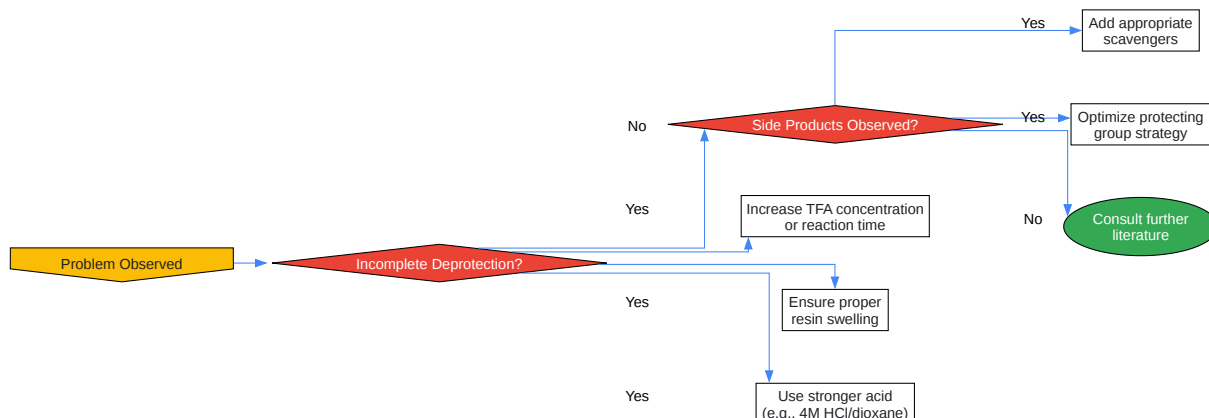 Yes
Add appropriate
scavengers
No
Side Products Observed?
Yes
Optimize protecting
group strategy
Yes
Increase TFA concentration
or reaction time
No
Consult further
literature
Problem Observed
Incomplete Deprotection?
Yes
Ensure proper
resin swelling
Yes
Use stronger acid
(e.g., 4M HCl/dioxane)